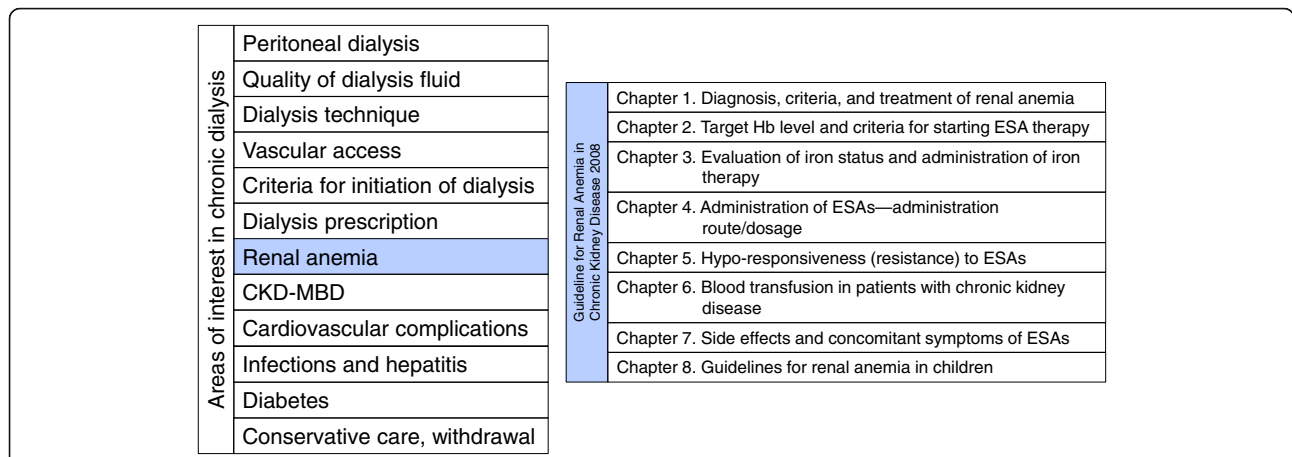 Areas of interest in chronic dialysis
Peritoneal dialysis
Quality of dialysis fluid
Dialysis technique
Vascular access
Criteria for initiation of dialysis
Dialysis prescription
Renal anemia
CKD-MBD
Cardiovascular complications
Infections and hepatitis
Diabetes
Conservative care, withdrawal
Guideline for Renal Anemia in
Chronic Kidney Disease 2008
Chapter 1. Diagnosis, criteria, and treatment of renal anemia
Chapter 2. Target Hb level and criteria for starting ESA therapy
Chapter 3. Evaluation of iron status and administration of iron
therapy
Chapter 4. Administration of ESAs—administration
route/dosage
Chapter 5. Hypo-responsiveness (resistance) to ESAs
Chapter 6. Blood transfusion in patients with chronic kidney
disease
Chapter 7. Side effects and concomitant symptoms of ESAs
Chapter 8. Guidelines for renal anemia in children